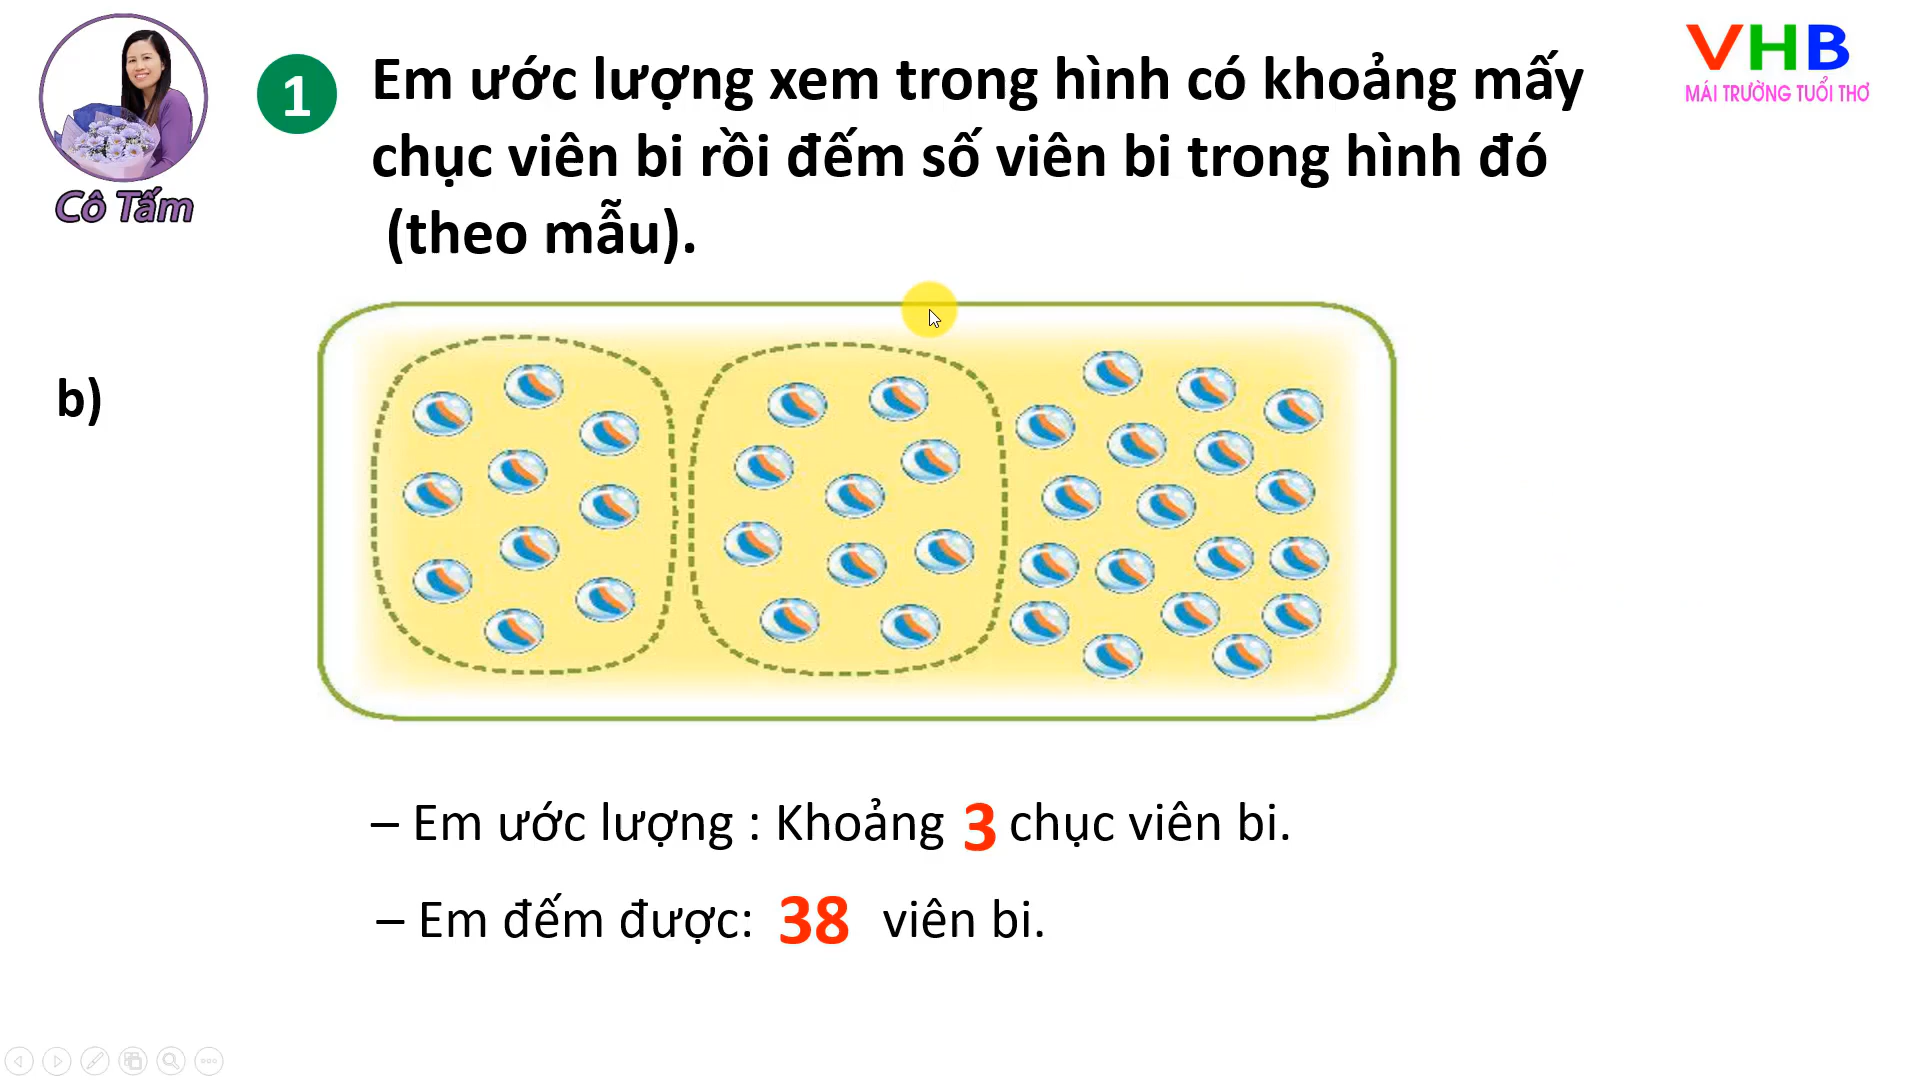 VHB
MÁI TRƯỜNG TUỔI THƠ
Cô Tấm
1
Em ước lượng xem trong hình có khoảng mấy
chục viên bi rồi đếm số viên bi trong hình đó
(theo mẫu).
b)
– Em ước lượng : Khoảng 3 chục viên bi.
– Em đếm được: 38 viên bi.